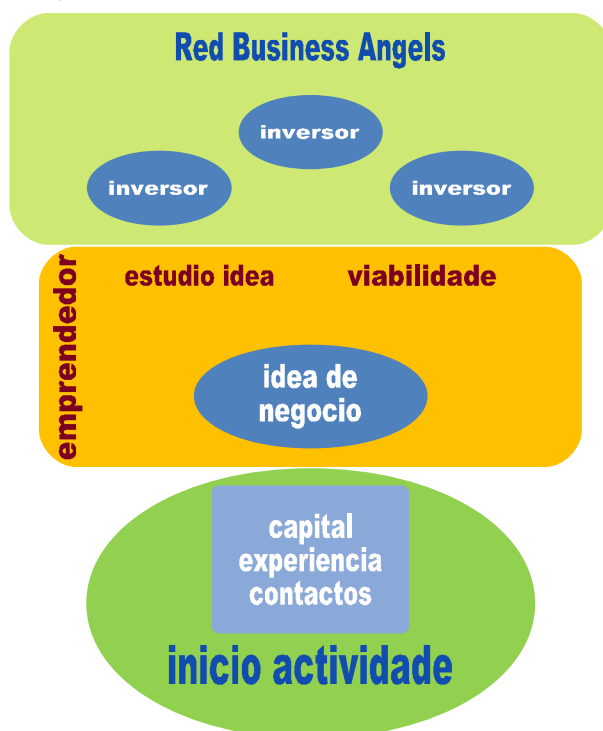 Red Business Angels
inversor
inversor
inversor
emprendedor
estudio idea
viabilidade
idea de
negocio
capital
experiencia
contactos
inicio actividade